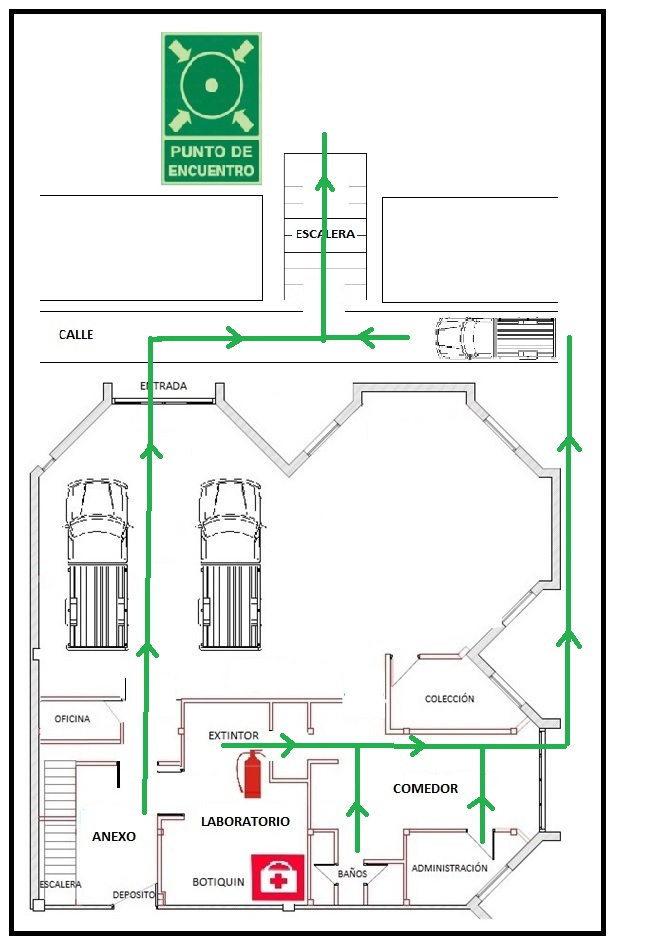 PUNTO DE
ENCUENTRO
ESCALERA
CALLE
ENTRADA
COLECCIÓN
OFICINA
EXTINTOR
COMEDOR
LABORATORIO
ANEXO
ADMINISTRACIÓN
BAÑOS
BOTIQUIN
ESCALERA
DEPOSITO